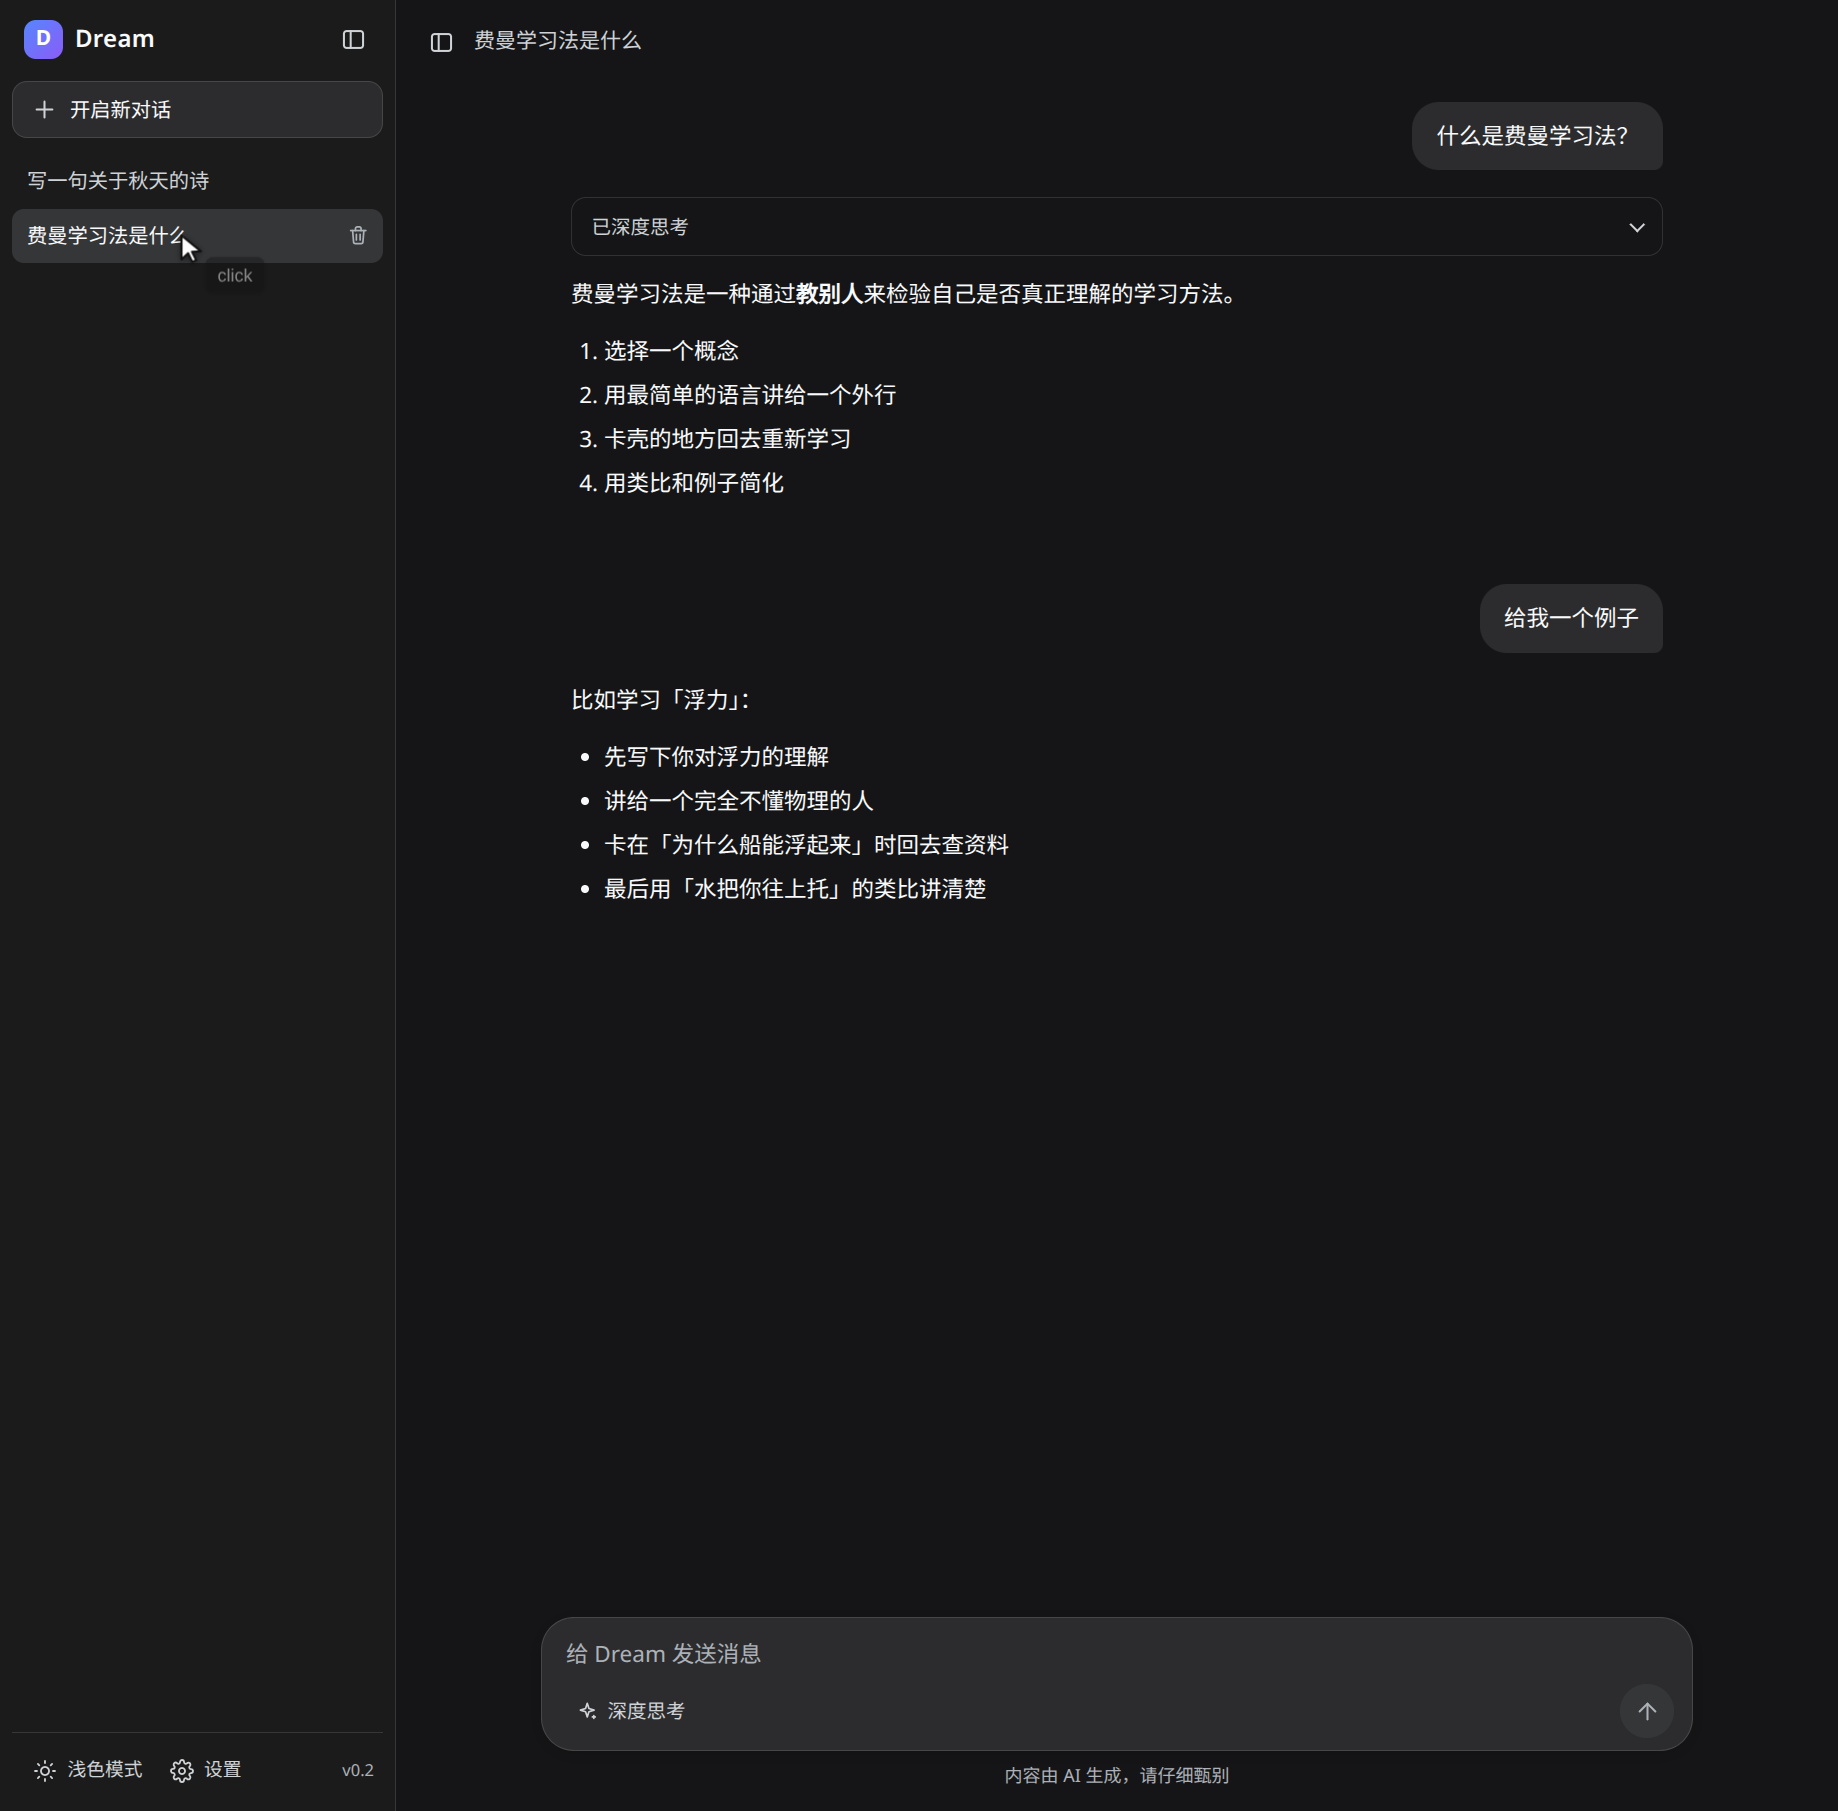 D Dream
开启新对话
写一句关于秋天的诗
费曼学习法是什么
click
浅色模式
设置
v0.2
费曼学习法是什么
什么是费曼学习法？
已深度思考
费曼学习法是一种通过教别人来检验自己是否真正理解的学习方法。
1. 选择一个概念
2. 用最简单的语言讲给一个外行
3. 卡壳的地方回去重新学习
4. 用类比和例子简化
给我一个例子
比如学习「浮力」：
• 先写下你对浮力的理解
• 讲给一个完全不懂物理的人
• 卡在「为什么船能浮起来」时回去查资料
• 最后用「水把你往上托」的类比讲清楚
给 Dream 发送消息
深度思考
内容由 AI 生成，请仔细甄别